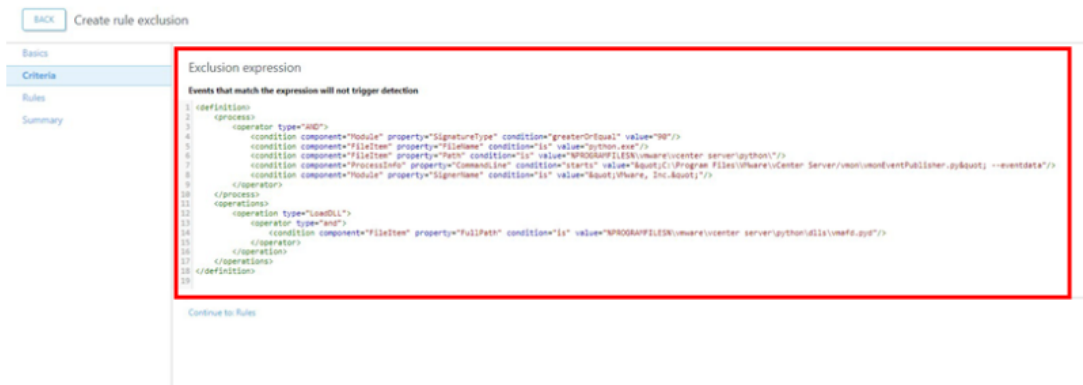 BACK Create rule exclusion
Basics
Criteria
Rules
Summary
Exclusion expression
Events that match the expression will not trigger detection
1 <definition>
2 <process>
3 <operator type="AND">
4 <condition component="Module" property="SignatureType" condition="greaterOrEqual" value="90"/>
5 <condition component="FileItem" property="FileName" condition="is" value="python.exe"/>
6 <condition component="FileItem" property="Path" condition="is" value="%PROGRAMFILES%\vmware\vcenter server\python\"/>
7 <condition component="ProcessInfo" property="CommandLine" condition="starts" value="&quot;C:\Program Files\VMware\vCenter Server/vmon\vmonEventPublisher.py&quot; --eventdata"/>
8 <condition component="Module" property="SignerName" condition="is" value="&quot;VMware, Inc.&quot;"/>
9 </operator>
10 </process>
11 <operations>
12 <operation type="LoadDLL">
13 <operator type="and">
14 <condition component="FileItem" property="FullPath" condition="is" value="%PROGRAMFILES%\vmware\vcenter server\python\dlls\vmafd.pyd"/>
15 </operator>
16 </operation>
17 </operations>
18 </definition>
19
Continue to: Rules